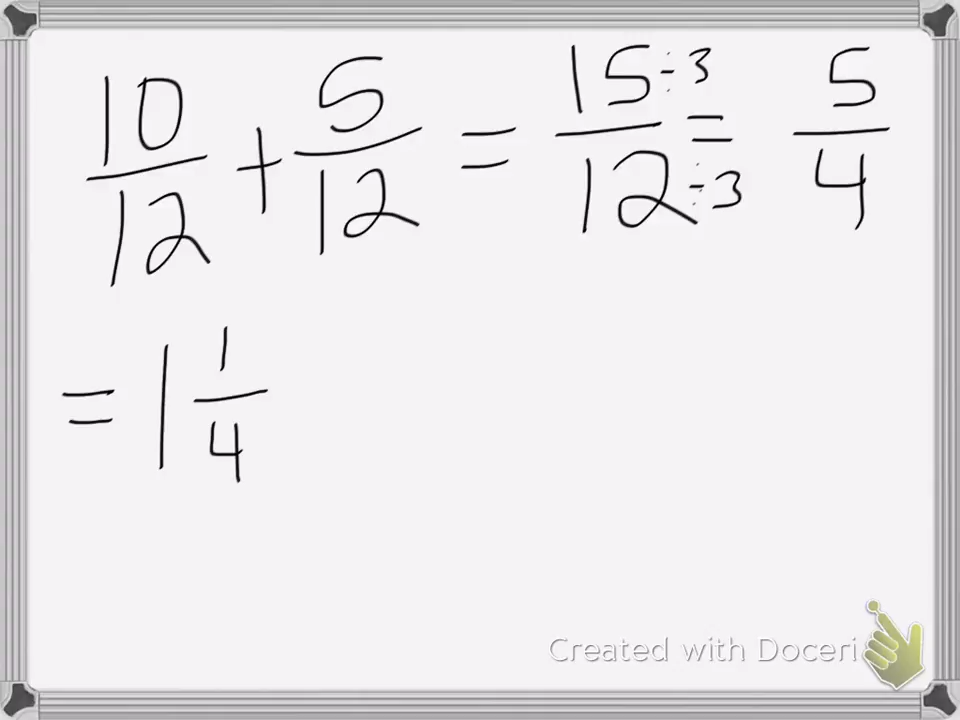 10/12 + 5/12 = 15÷3/12÷3 = 5/4
= 1 1/4
Created with Doceri